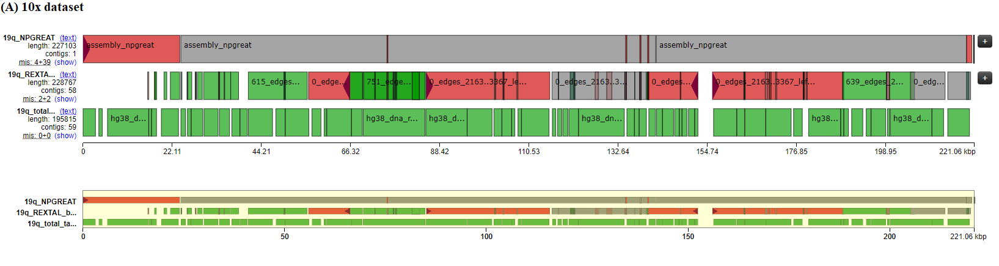 (A) 10x dataset
19q_NPGREAT (text)
length: 227103
contigs: 1
mis: 4+39 (show)
assembly_npgreat
assembly_npgreat
assembly_npgreat
+
19q_REXTA... (text)
length: 228767
contigs: 58
mis: 2+2 (show)
615_edges...
0_edge...
751_edge...
0_edges_2163..3367_le...
0_edges_2163..3...
0_edges...
0_edges_2163..3367_lef...
639_edges_2...
0_edg...
+
19q_total... (text)
length: 195815
contigs: 59
mis: 0+0 (show)
hg38_d...
hg38_dna_r...
hg38_d...
hg38_dn...
hg38...
hg38_d...
0 22.11 44.21 66.32 88.42 110.53 132.64 154.74 176.85 198.95 221.06 kbp
19q_NPGREAT
19q_REXTAL_b...
19q_total_ta...
0 50 100 150 200 221.06 kbp